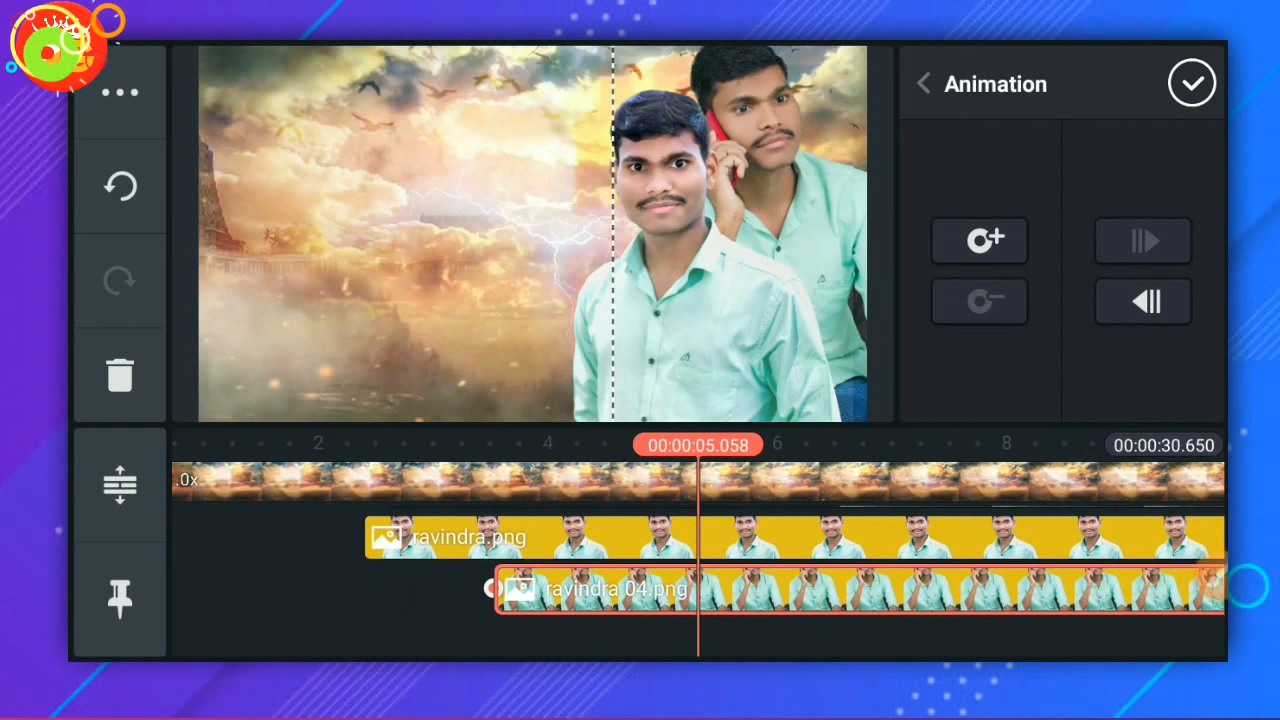 Animation
2
4
00:00:05.058
6
8
00:00:30.650
.0x
ravindra.png
ravindra 04.png